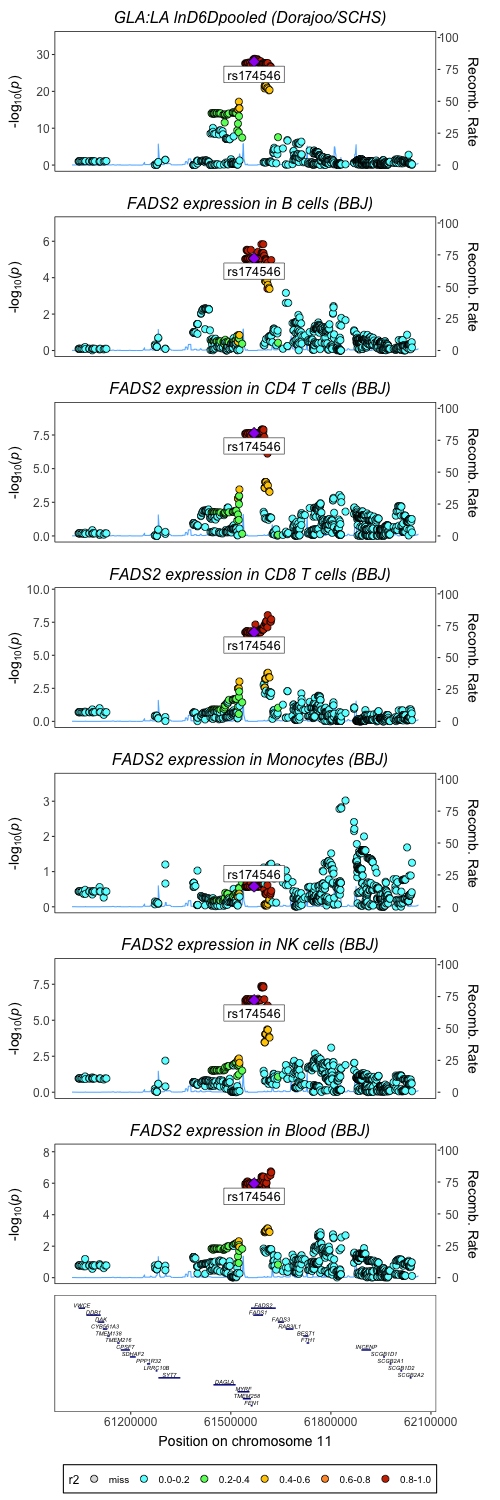 GLA:LA lnD6Dpooled (Dorajoo/SCHS)
-log10(p)
30
20
10
0
rs174546
100
75
50
25
0
Recomb. Rate
FADS2 expression in B cells (BBJ)
-log10(p)
6
4
2
0
rs174546
100
75
50
25
0
Recomb. Rate
FADS2 expression in CD4 T cells (BBJ)
-log10(p)
7.5
5.0
2.5
0.0
rs174546
100
75
50
25
0
Recomb. Rate
FADS2 expression in CD8 T cells (BBJ)
-log10(p)
10.0
7.5
5.0
2.5
0.0
rs174546
100
75
50
25
0
Recomb. Rate
FADS2 expression in Monocytes (BBJ)
-log10(p)
3
2
1
0
rs174546
100
75
50
25
0
Recomb. Rate
FADS2 expression in NK cells (BBJ)
-log10(p)
7.5
5.0
2.5
0.0
rs174546
100
75
50
25
0
Recomb. Rate
FADS2 expression in Blood (BBJ)
-log10(p)
8
6
4
2
0
rs174546
100
75
50
25
0
Recomb. Rate
VWCE FADS2
DDB1 FADS1
DAK FADS3
CYB561A3 RAB3IL1
TMEM138 BEST1
TMEM216 FTH1
CPSF7 INCENP
SDHAF2 SCGB1D1
PPP1R32 SCGB2A1
LRRC10B SCGB1D2
SYT7 SCGB2A2
DAGLA
MYRF
TMEM258
FEN1
61200000 61500000 61800000 62100000
Position on chromosome 11
r2 miss 0.0-0.2 0.2-0.4 0.4-0.6 0.6-0.8 0.8-1.0